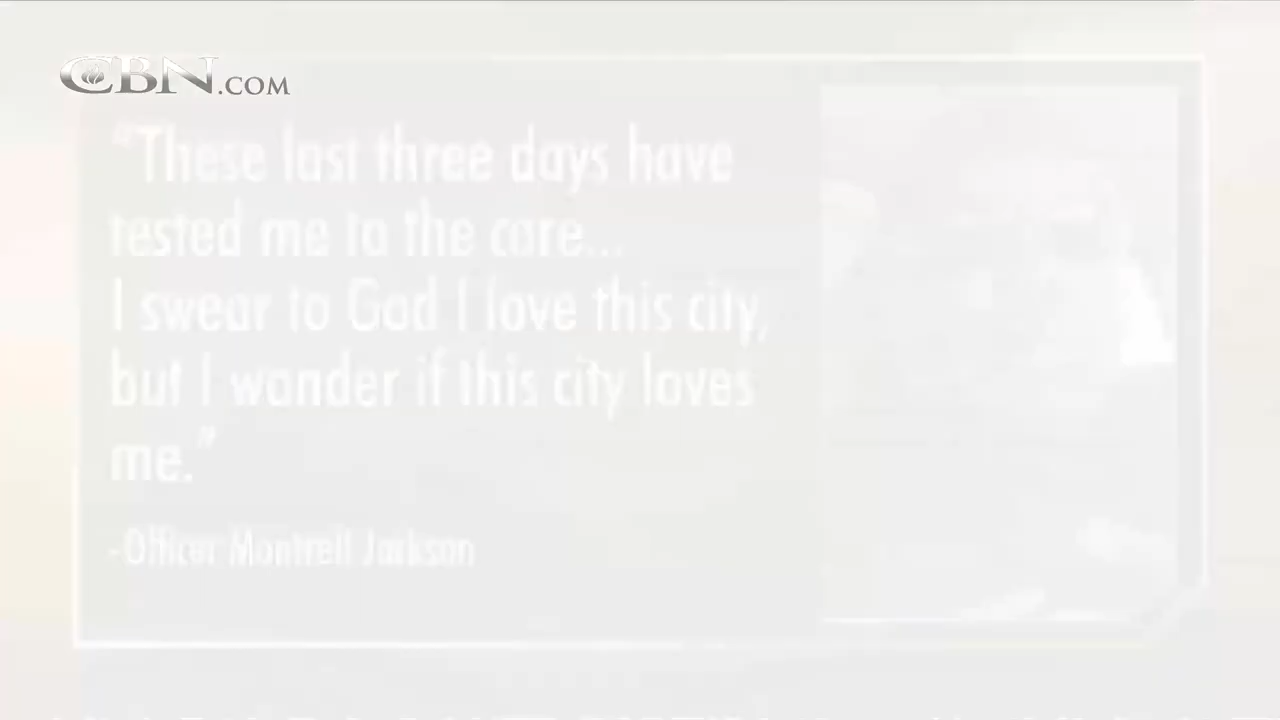 CBN.COM
"These last three days have
tested me to the core...
I swear to God I love this city,
but I wonder if this city loves
me."
-Officer Montrell Jackson